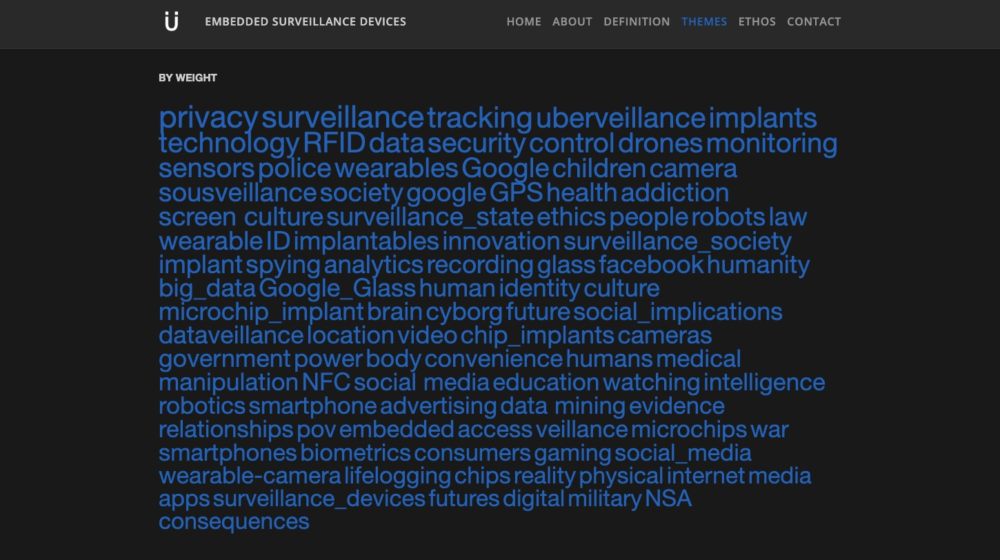 Ü EMBEDDED SURVEILLANCE DEVICES HOME ABOUT DEFINITION THEMES ETHOS CONTACT
BY WEIGHT
privacy surveillance tracking uberveillance implants
technology RFID data security control drones monitoring
sensors police wearables Google children camera
sousveillance society google GPS health addiction
screen culture surveillance_state ethics people robots law
wearable ID implantables innovation surveillance_society
implant spying analytics recording glass facebook humanity
big_data Google_Glass human identity culture
microchip_implant brain cyborg future social_implications
dataveillance location video chip_implants cameras
government power body convenience humans medical
manipulation NFC social media education watching intelligence
robotics smartphone advertising data mining evidence
relationships pov embedded access veillance microchips war
smartphones biometrics consumers gaming social_media
wearable-camera lifelogging chips reality physical internet media
apps surveillance_devices futures digital military NSA
consequences